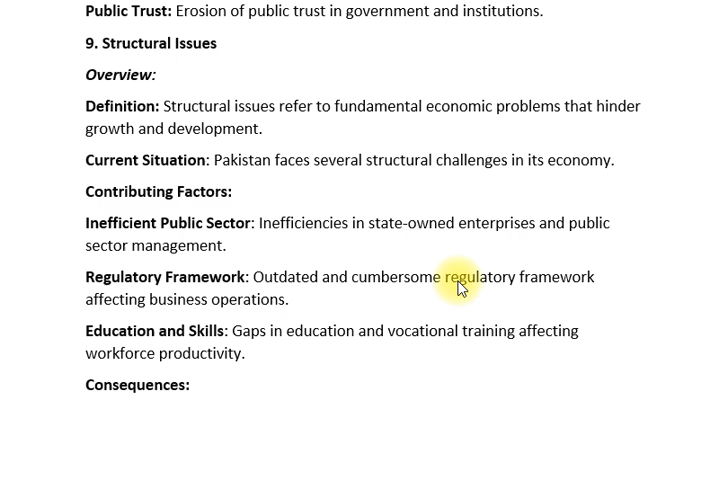 Public Trust: Erosion of public trust in government and institutions.
9. Structural Issues
Overview:
Definition: Structural issues refer to fundamental economic problems that hinder
growth and development.
Current Situation: Pakistan faces several structural challenges in its economy.
Contributing Factors:
Inefficient Public Sector: Inefficiencies in state-owned enterprises and public
sector management.
Regulatory Framework: Outdated and cumbersome regulatory framework
affecting business operations.
Education and Skills: Gaps in education and vocational training affecting
workforce productivity.
Consequences: